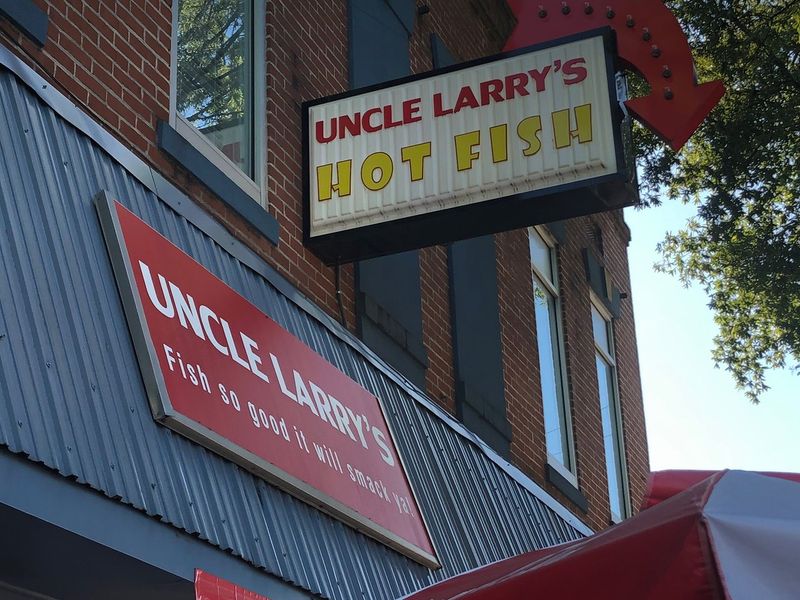 UNCLE LARRY'S
HOT FISH
UNCLE LARRY'S
Fish so good it will smack ya!